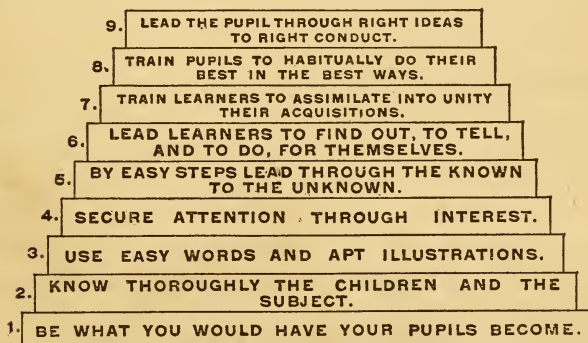 9. LEAD THE PUPIL THROUGH RIGHT IDEAS
TO RIGHT CONDUCT.
8. TRAIN PUPILS TO HABITUALLY DO THEIR
BEST IN THE BEST WAYS.
7. TRAIN LEARNERS TO ASSIMILATE INTO UNITY
THEIR ACQUISITIONS.
6. LEAD LEARNERS TO FIND OUT, TO TELL,
AND TO DO, FOR THEMSELVES.
5. BY EASY STEPS LEAD THROUGH THE KNOWN
TO THE UNKNOWN.
4. SECURE ATTENTION THROUGH INTEREST.
3. USE EASY WORDS AND APT ILLUSTRATIONS.
2. KNOW THOROUGHLY THE CHILDREN AND THE
SUBJECT.
1. BE WHAT YOU WOULD HAVE YOUR PUPILS BECOME.